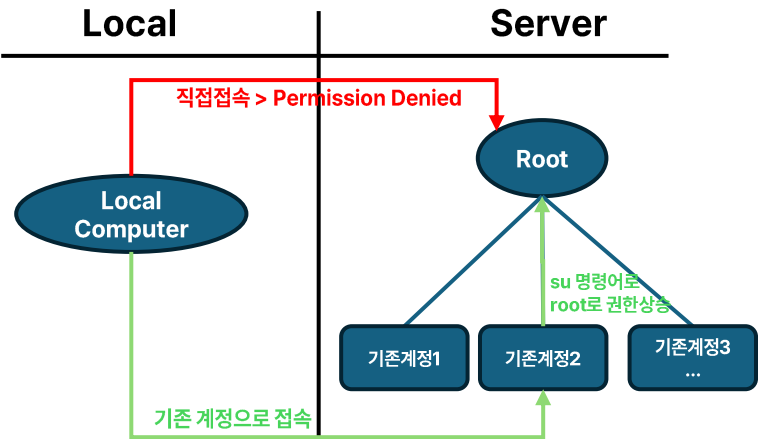 Local
Server
직접접속 > Permission Denied
Root
Local
Computer
su 명령어로
root로 권한상승
기존계정1
기존계정2
기존계정3
...
기존 계정으로 접속